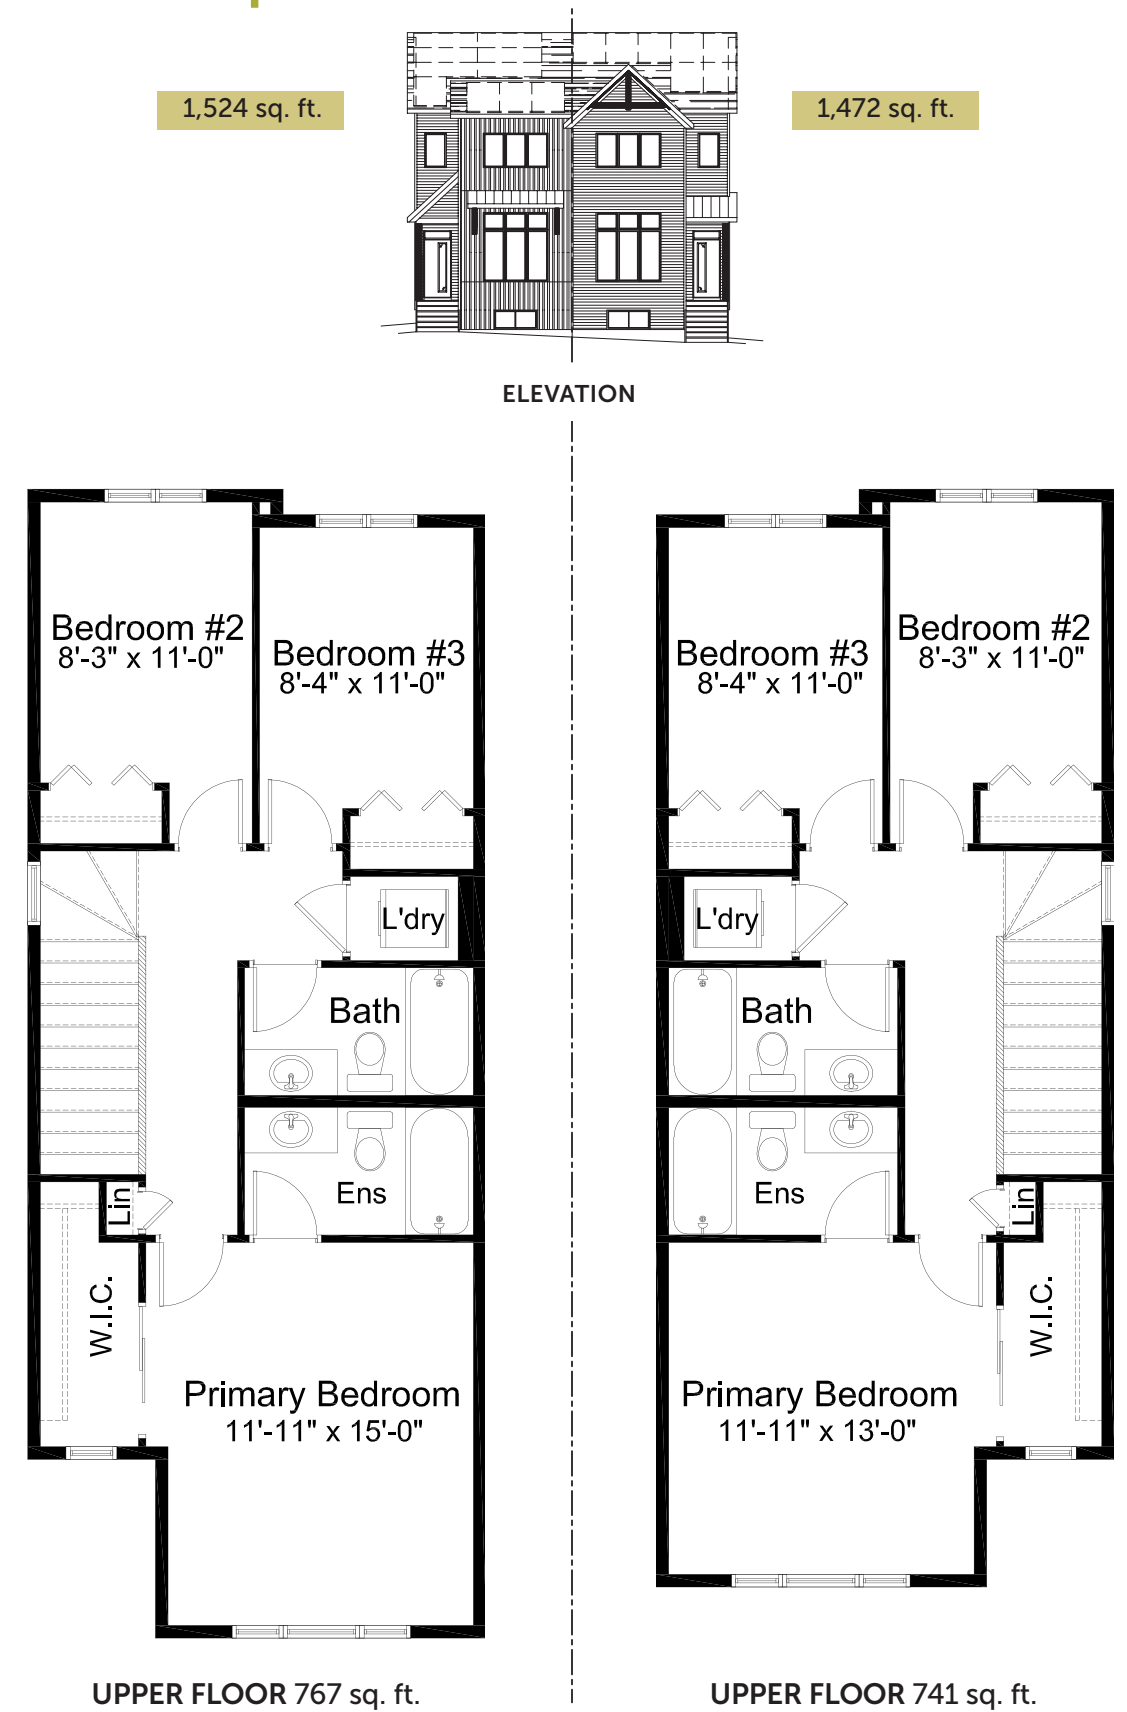 1,524 sq. ft.
1,472 sq. ft.
ELEVATION
Bedroom #2
8'-3" x 11'-0"
Bedroom #3
8'-4" x 11'-0"
L'dry
Bath
Ens
Lin
W.I.C.
Primary Bedroom
11'-11" x 15'-0"
UPPER FLOOR 767 sq. ft.
Bedroom #3
8'-4" x 11'-0"
Bedroom #2
8'-3" x 11'-0"
L'dry
Bath
Ens
Lin
W.I.C.
Primary Bedroom
11'-11" x 13'-0"
UPPER FLOOR 741 sq. ft.